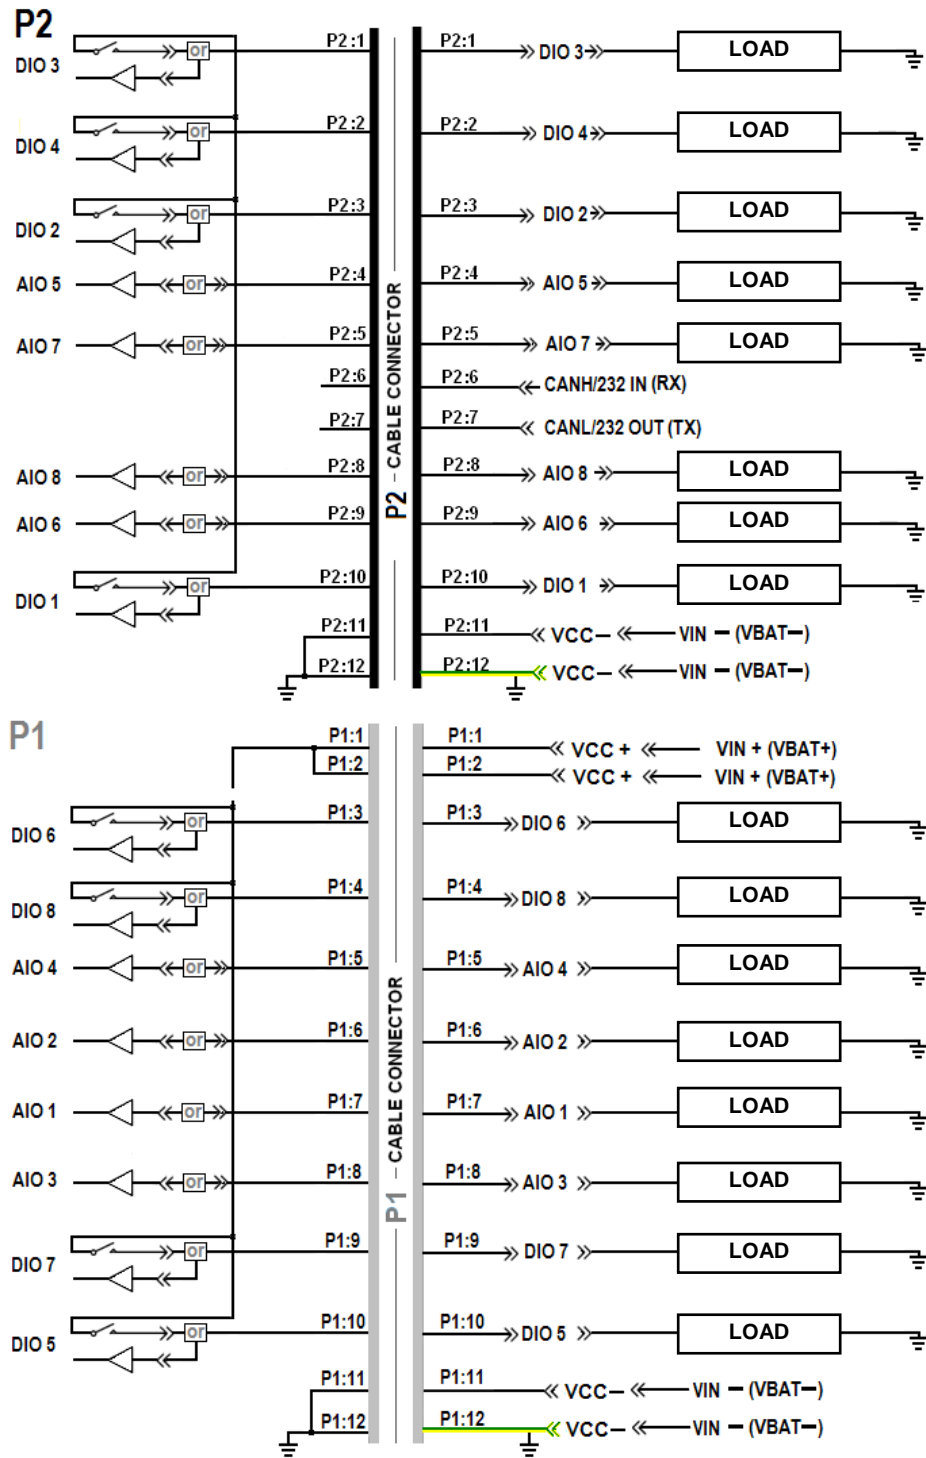 P2
DIO 3 or P2:1 P2:1 DIO 3 LOAD
DIO 4 or P2:2 P2:2 DIO 4 LOAD
DIO 2 or P2:3 P2:3 DIO 2 LOAD
AIO 5 or P2:4 P2:4 AIO 5 LOAD
AIO 7 or P2:5 P2:5 AIO 7 LOAD
P2:6 P2:6 CANH/232 IN (RX)
P2:7 P2:7 CANL/232 OUT (TX)
AIO 8 or P2:8 P2:8 AIO 8 LOAD
AIO 6 or P2:9 P2:9 AIO 6 LOAD
DIO 1 or P2:10 P2:10 DIO 1 LOAD
P2:11 P2:11 VCC– VIN – (VBAT–)
P2:12 P2:12 VCC– VIN – (VBAT–)
P2 – CABLE CONNECTOR
P1
P1:1 P1:1 VCC + VIN + (VBAT+)
P1:2 P1:2 VCC + VIN + (VBAT+)
DIO 6 or P1:3 P1:3 DIO 6 LOAD
DIO 8 or P1:4 P1:4 DIO 8 LOAD
AIO 4 or P1:5 P1:5 AIO 4 LOAD
AIO 2 or P1:6 P1:6 AIO 2 LOAD
AIO 1 or P1:7 P1:7 AIO 1 LOAD
AIO 3 or P1:8 P1:8 AIO 3 LOAD
DIO 7 or P1:9 P1:9 DIO 7 LOAD
DIO 5 or P1:10 P1:10 DIO 5 LOAD
P1:11 P1:11 VCC– VIN – (VBAT–)
P1:12 P1:12 VCC– VIN – (VBAT–)
P1 – CABLE CONNECTOR